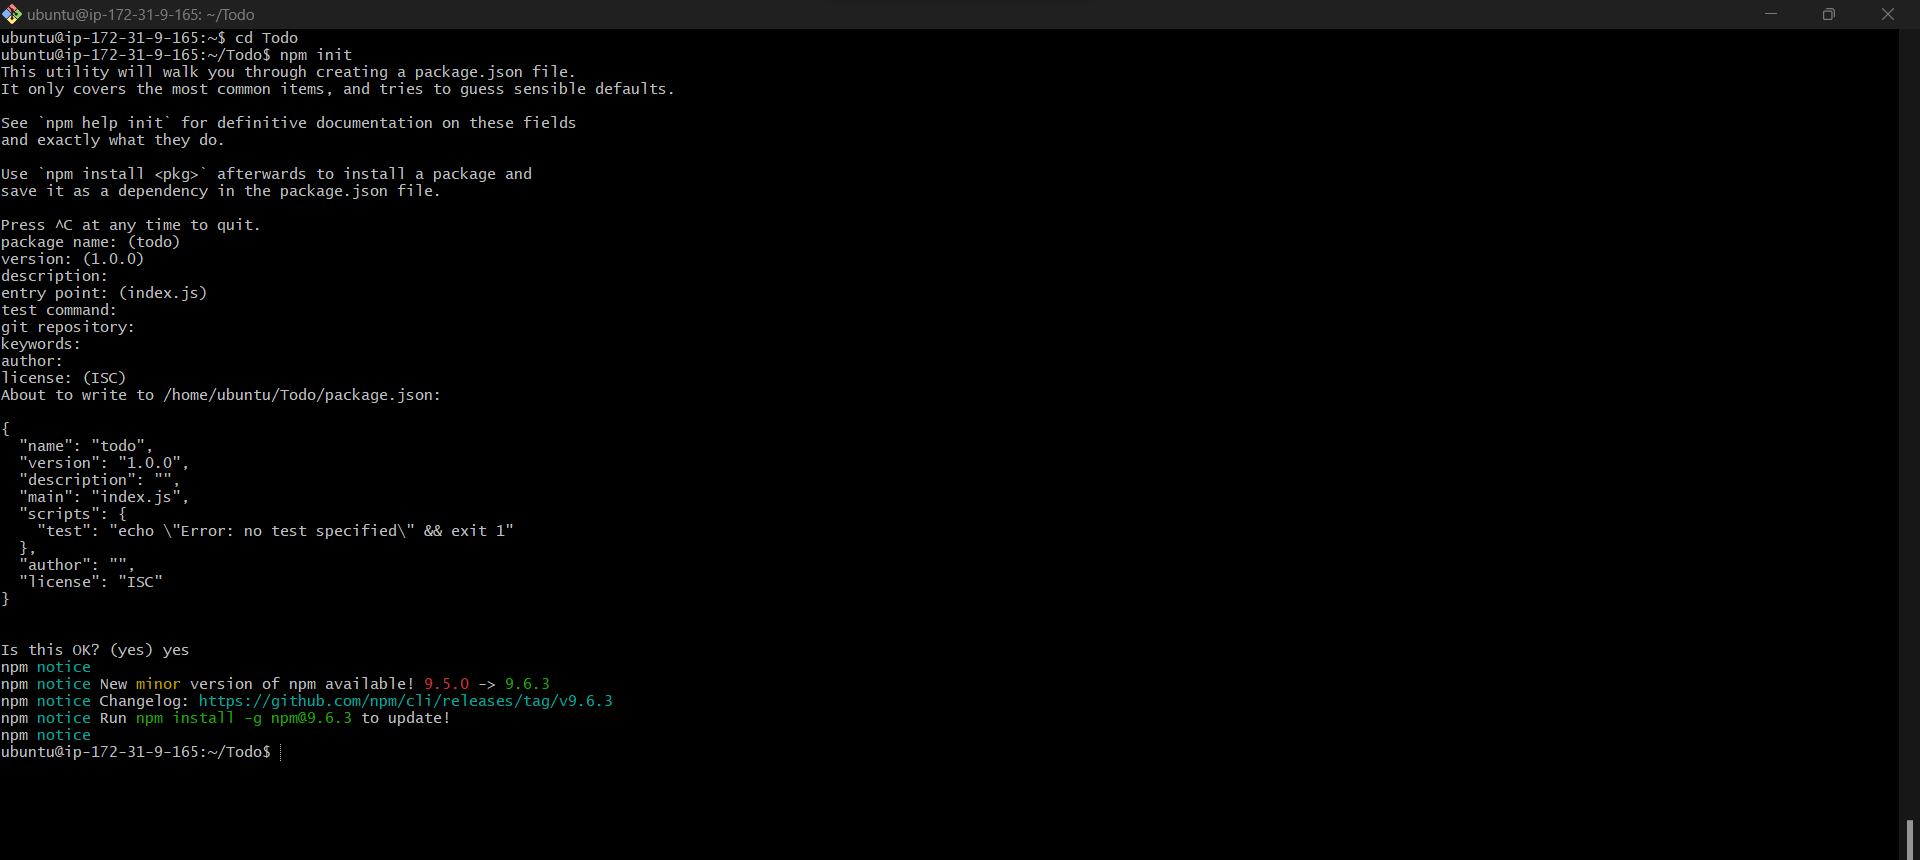 ubuntu@ip-172-31-9-165: ~/Todo
ubuntu@ip-172-31-9-165:~$ cd Todo
ubuntu@ip-172-31-9-165:~/Todo$ npm init
This utility will walk you through creating a package.json file.
It only covers the most common items, and tries to guess sensible defaults.

See `npm help init` for definitive documentation on these fields
and exactly what they do.

Use `npm install <pkg>` afterwards to install a package and
save it as a dependency in the package.json file.

Press ^C at any time to quit.
package name: (todo)
version: (1.0.0)
description:
entry point: (index.js)
test command:
git repository:
keywords:
author:
license: (ISC)
About to write to /home/ubuntu/Todo/package.json:

{
  "name": "todo",
  "version": "1.0.0",
  "description": "",
  "main": "index.js",
  "scripts": {
    "test": "echo \"Error: no test specified\" && exit 1"
  },
  "author": "",
  "license": "ISC"
}

Is this OK? (yes) yes
npm notice
npm notice New minor version of npm available! 9.5.0 -> 9.6.3
npm notice Changelog: https://github.com/npm/cli/releases/tag/v9.6.3
npm notice Run npm install -g npm@9.6.3 to update!
npm notice
ubuntu@ip-172-31-9-165:~/Todo$